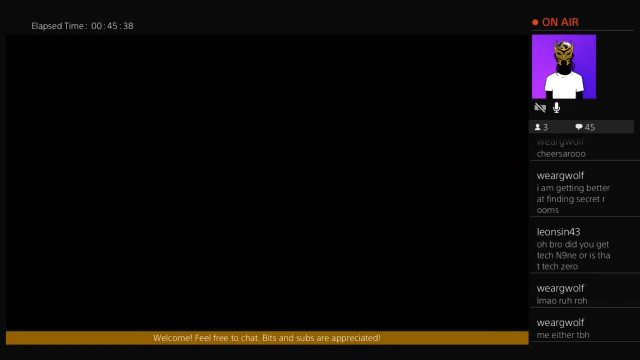 Elapsed Time : 00 : 45 : 38
ON AIR
3
45
weargwolf
cheersarooo
weargwolf
i am getting better
at finding secret r
ooms
leonsin43
oh bro did you get
tech N9ne or is tha
t tech zero
weargwolf
lmao ruh roh
weargwolf
me either tbh
Welcome! Feel free to chat. Bits and subs are appreciated!